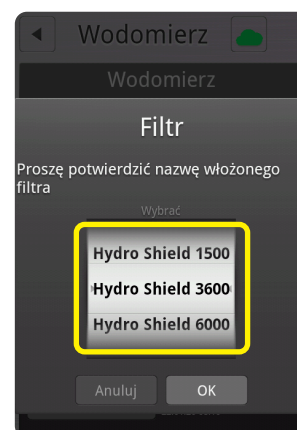 Wodomierz
Wodomierz
Filtr
Proszę potwierdzić nazwę włożonego
filtra
Wybrać
Hydro Shield 1500
Hydro Shield 3600
Hydro Shield 6000
Anuluj
OK